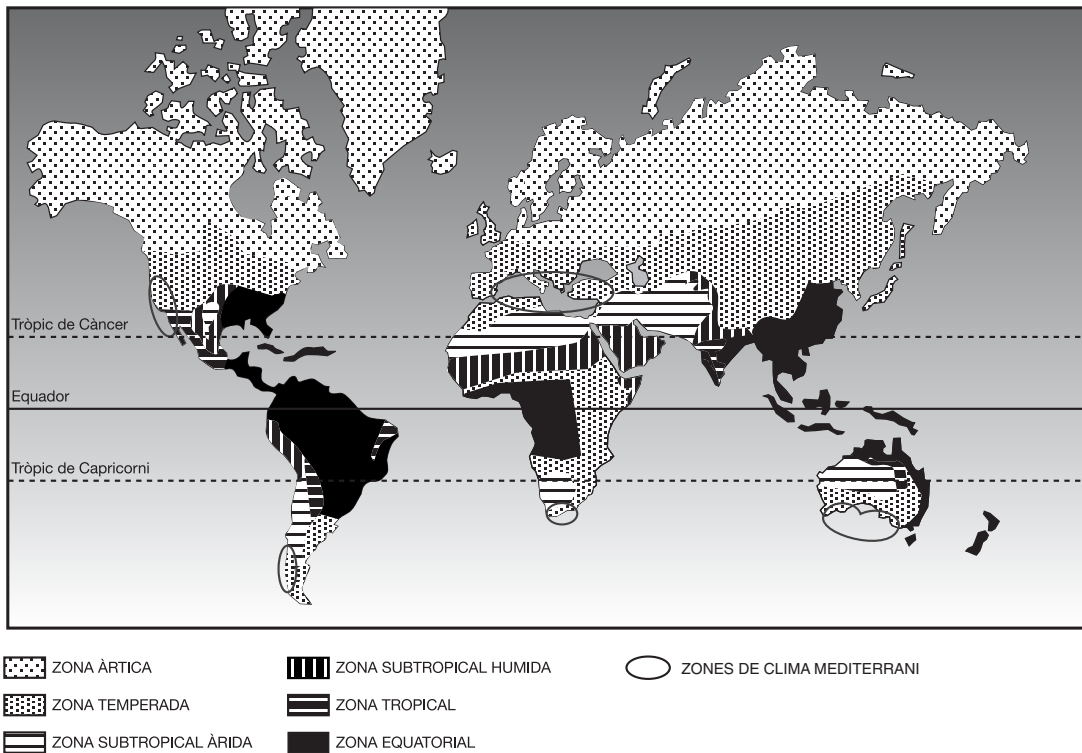 Tròpic de Càncer
Equador
Tròpic de Capricorni
ZONA ÀRTICA
ZONA TEMPERADA
ZONA SUBTROPICAL ÀRIDA
ZONA SUBTROPICAL HUMIDA
ZONA TROPICAL
ZONA EQUATORIAL
ZONES DE CLIMA MEDITERRANI